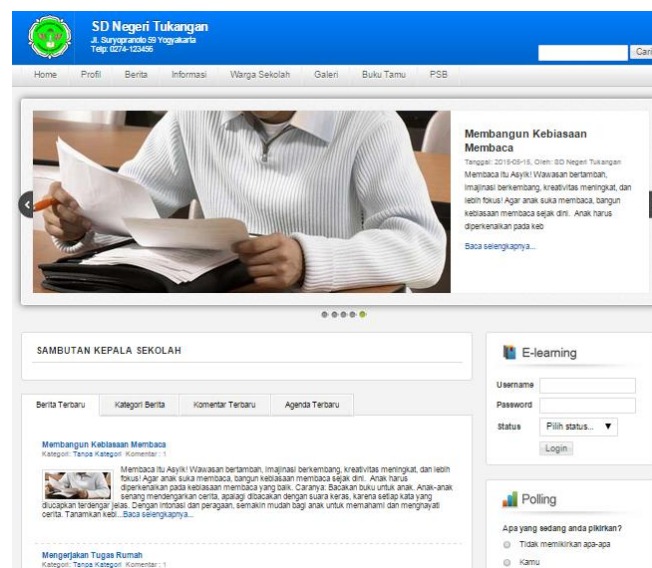 SD Negeri Tukangan
Jl. Suryopranoto 59 Yogyakarta
Telp: 0274-123456
Cari
Home Profil Berita Informasi Warga Sekolah Galeri Buku Tamu PSB
Membangun Kebiasaan
Membaca
Tanggal: 2015-05-15, Oleh: SD Negeri Tukangan
Membaca Itu Asyik! Wawasan bertambah,
imajinasi berkembang, kreativitas meningkat, dan
lebih fokus! Agar anak suka membaca, bangun
kebiasaan membaca sejak dini. Anak harus
diperkenalkan pada keb
Baca selengkapnya...
SAMBUTAN KEPALA SEKOLAH
Berita Terbaru Kategori Berita Komentar Terbaru Agenda Terbaru
Membangun Kebiasaan Membaca
Kategori: Tanpa Kategori Komentar : 1
Membaca Itu Asyik! Wawasan bertambah, imajinasi berkembang, kreativitas meningkat, dan lebih
fokus! Agar anak suka membaca, bangun kebiasaan membaca sejak dini. Anak harus
diperkenalkan pada kebiasaan membaca yang baik. Caranya: Bacakan buku untuk anak. Anak-anak
senang mendengarkan cerita, apalagi dibacakan dengan suara keras, karena setiap kata yang
diucapkan terdengar jelas. Dengan intonasi dan peragaan, semakin mudah bagi anak untuk memahami dan menghayati
cerita. Tanamkan kebi...Baca selengkapnya...
Mengerjakan Tugas Rumah
Kategori: Tanpa Kategori Komentar : 1
E-learning
Username
Password
Status Pilih status...
Login
Polling
Apa yang sedang anda pikirkan?
Tidak memikirkan apa-apa
Kamu